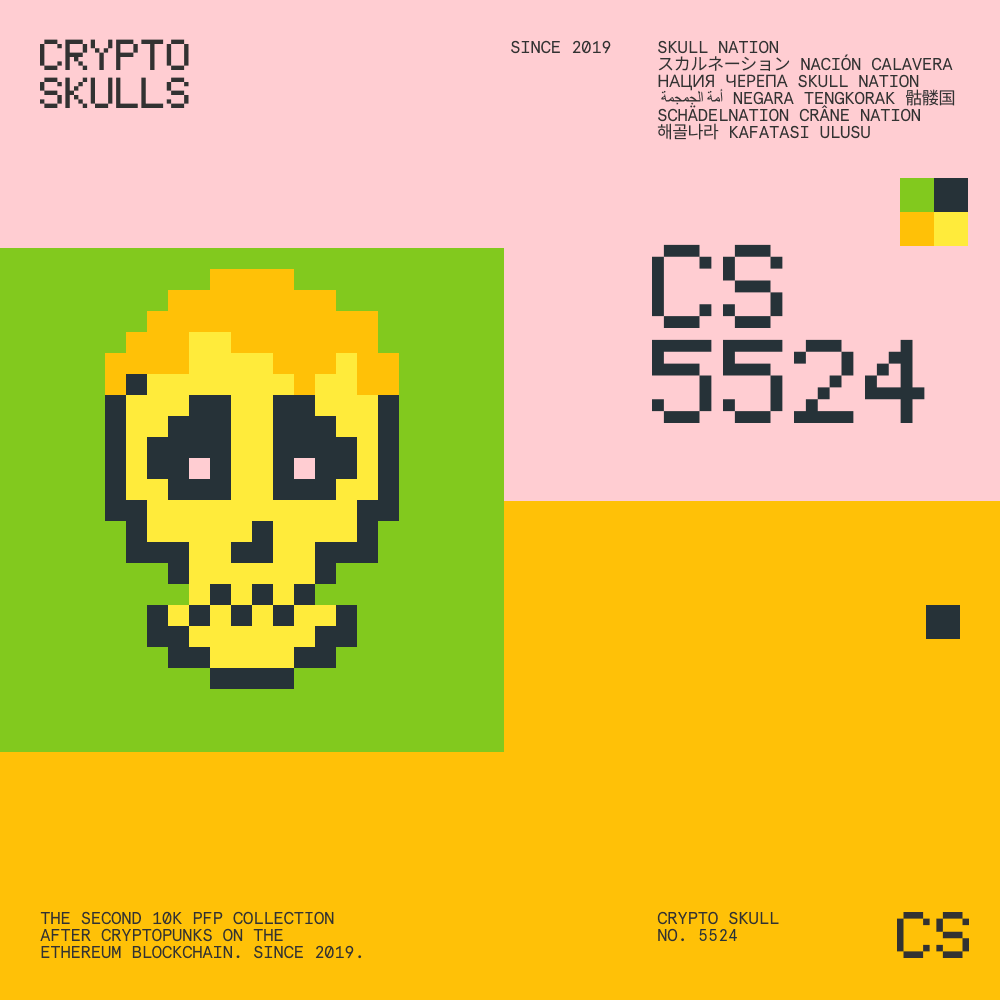 CRYPTO
SKULLS
SINCE 2019
SKULL NATION
スカルネーション NACIÓN CALAVERA
НАЦИЯ ЧЕРЕПА SKULL NATION
أمة الجمجمة NEGARA TENGKORAK 骷髅国
SCHÄDELNATION CRÂNE NATION
해골나라 KAFATASI ULUSU
CS
5524
THE SECOND 10K PFP COLLECTION
AFTER CRYPTOPUNKS ON THE
ETHEREUM BLOCKCHAIN. SINCE 2019.
CRYPTO SKULL
NO. 5524
CS